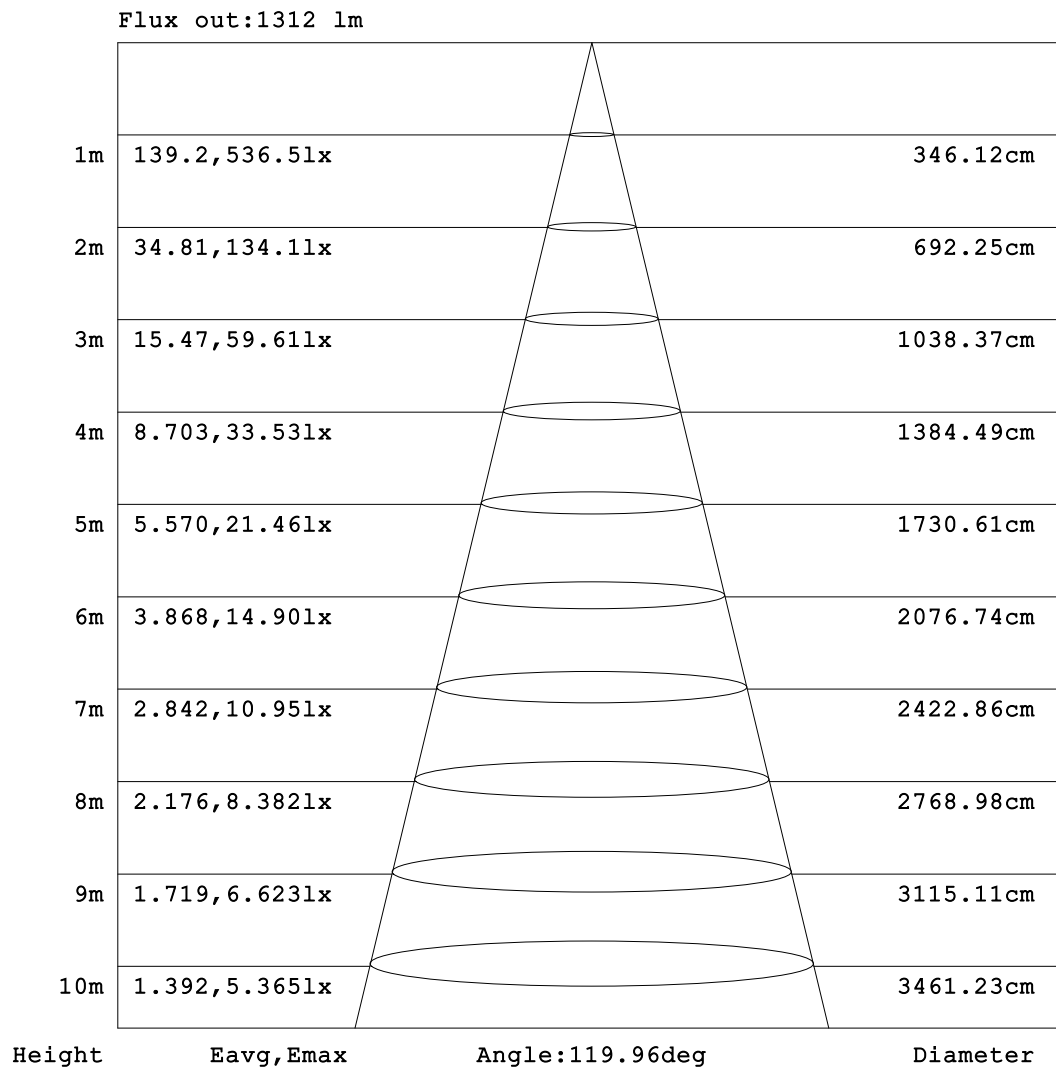 Flux out:1312 lm
1m 139.2,536.5lx 346.12cm
2m 34.81,134.1lx 692.25cm
3m 15.47,59.61lx 1038.37cm
4m 8.703,33.53lx 1384.49cm
5m 5.570,21.46lx 1730.61cm
6m 3.868,14.90lx 2076.74cm
7m 2.842,10.95lx 2422.86cm
8m 2.176,8.382lx 2768.98cm
9m 1.719,6.623lx 3115.11cm
10m 1.392,5.365lx 3461.23cm
Height Eavg,Emax Angle:119.96deg Diameter